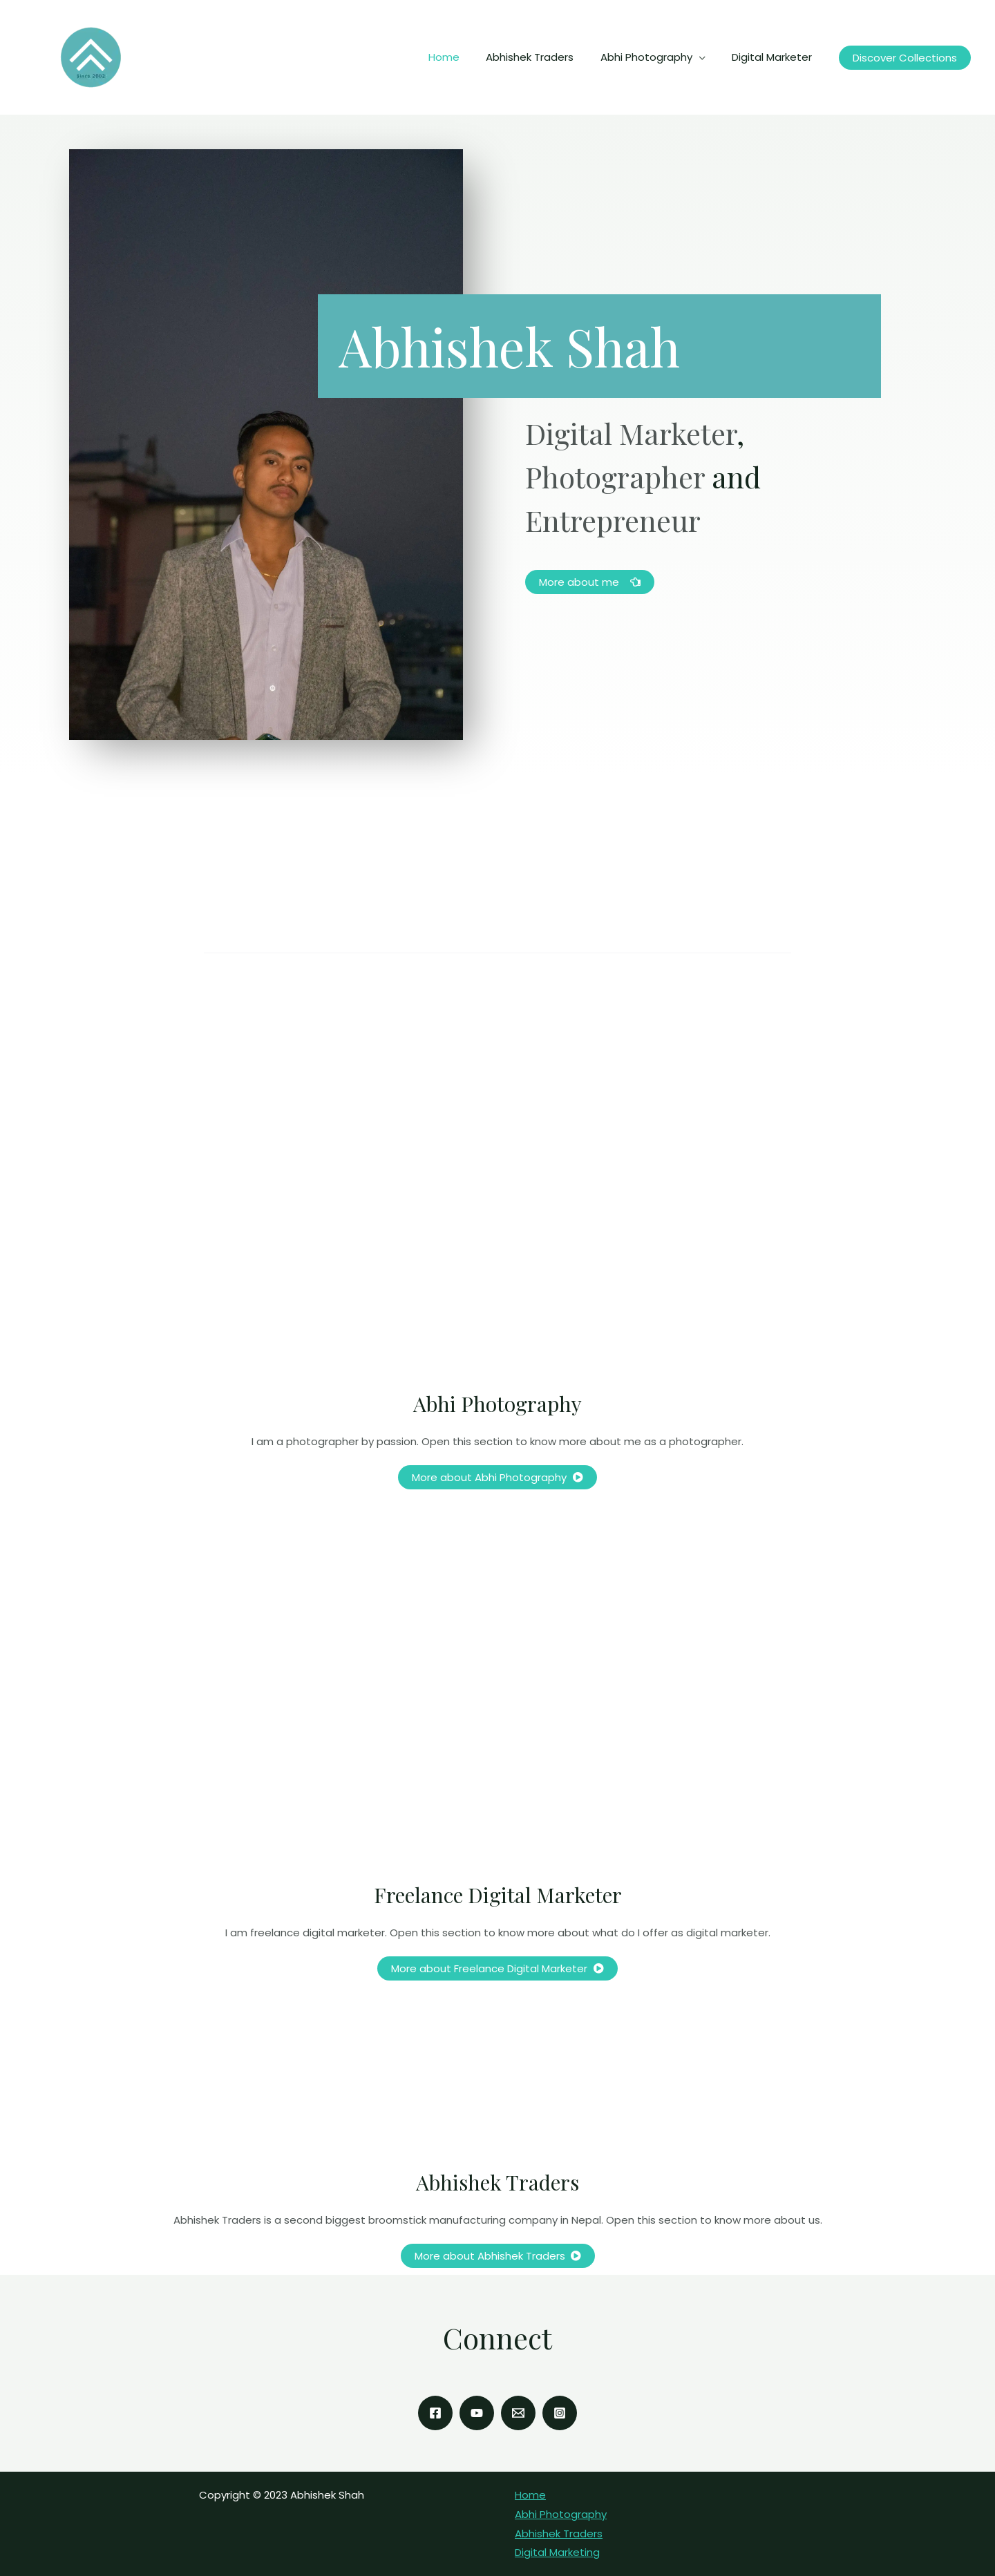 Since 2002
Home
Abhishek Traders
Abhi Photography
Digital Marketer
Discover Collections
Abhishek Shah
Digital Marketer,
Photographer and
Entrepreneur
More about me
Abhi Photography
I am a photographer by passion. Open this section to know more about me as a photographer.
More about Abhi Photography
Freelance Digital Marketer
I am freelance digital marketer. Open this section to know more about what do I offer as digital marketer.
More about Freelance Digital Marketer
Abhishek Traders
Abhishek Traders is a second biggest broomstick manufacturing company in Nepal. Open this section to know more about us.
More about Abhishek Traders
Connect
Copyright © 2023 Abhishek Shah
Home
Abhi Photography
Abhishek Traders
Digital Marketing